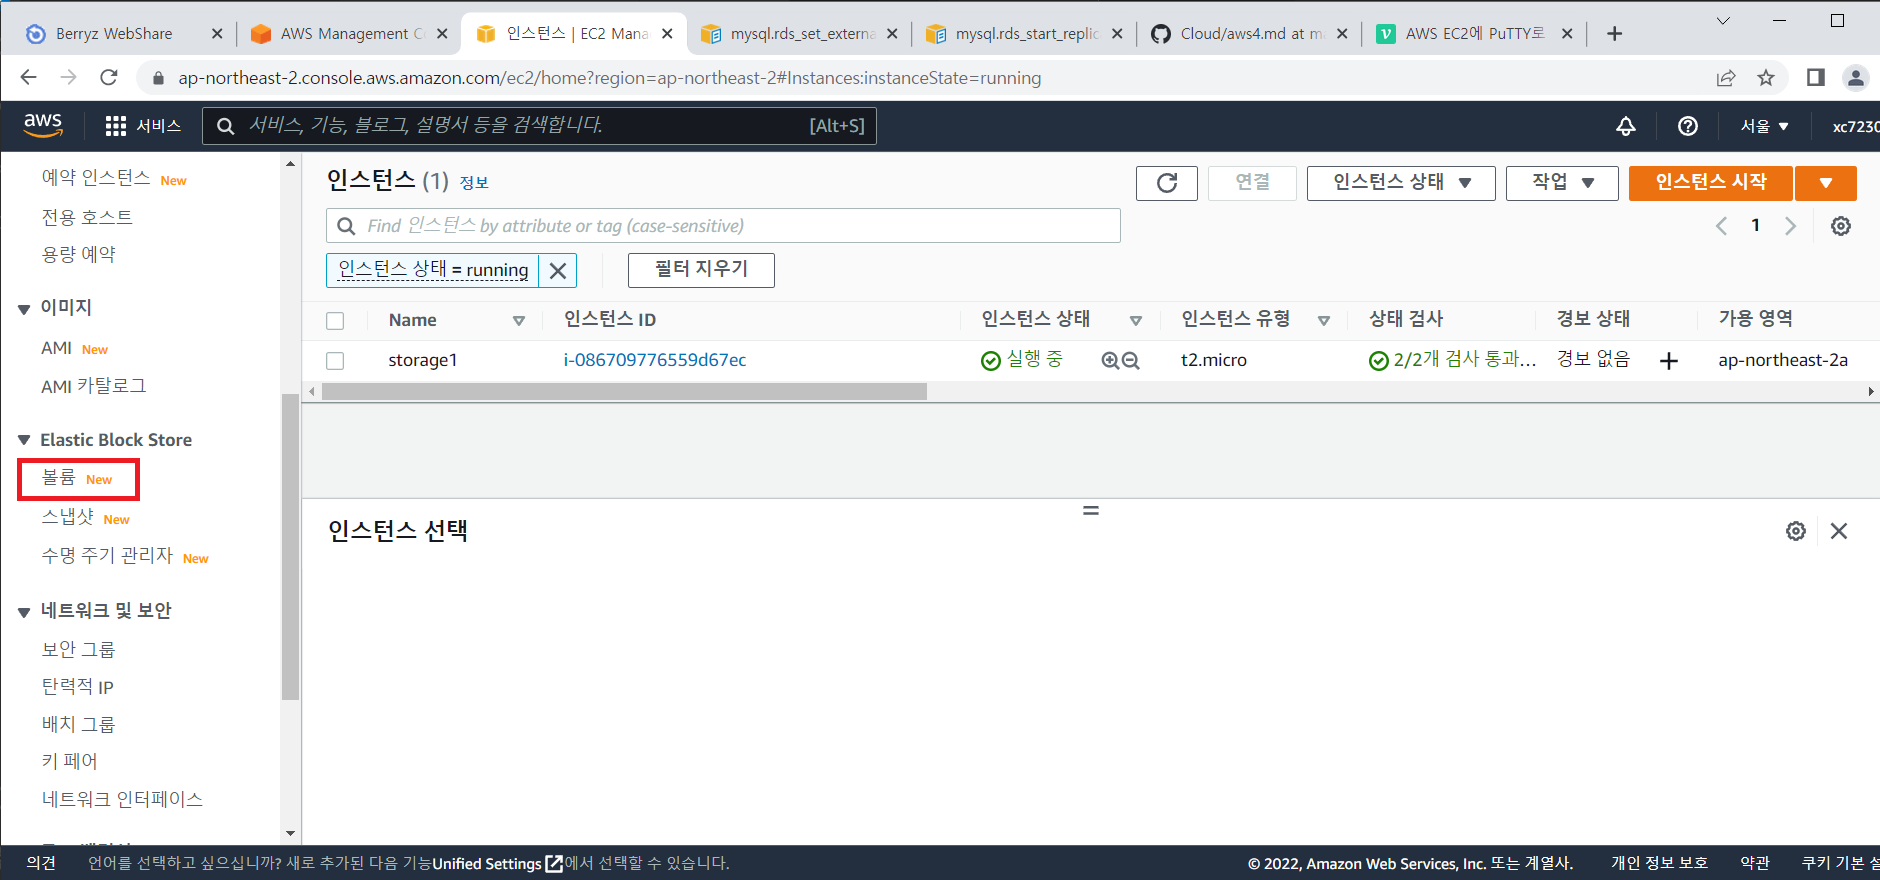 Berryz WebShare
AWS Management C
인스턴스 | EC2 Mana
mysql.rds_set_externa
mysql.rds_start_replic
Cloud/aws4.md at m
AWS EC2에 PuTTY로
ap-northeast-2.console.aws.amazon.com/ec2/home?region=ap-northeast-2#Instances:instanceState=running
aws
서비스
서비스, 기능, 블로그, 설명서 등을 검색합니다.
[Alt+S]
서울
xc7230
예약 인스턴스 New
전용 호스트
용량 예약
이미지
AMI New
AMI 카탈로그
Elastic Block Store
볼륨 New
스냅샷 New
수명 주기 관리자 New
네트워크 및 보안
보안 그룹
탄력적 IP
배치 그룹
키 페어
네트워크 인터페이스
인스턴스 (1) 정보
연결
인스턴스 상태
작업
인스턴스 시작
Find 인스턴스 by attribute or tag (case-sensitive)
1
인스턴스 상태 = running
필터 지우기
Name 인스턴스 ID 인스턴스 상태 인스턴스 유형 상태 검사 경보 상태 가용 영역
storage1 i-086709776559d67ec 실행 중 t2.micro 2/2개 검사 통과... 경보 없음 ap-northeast-2a
인스턴스 선택
의견
언어를 선택하고 싶으십니까? 새로 추가된 다음 기능Unified Settings에서 선택할 수 있습니다.
© 2022, Amazon Web Services, Inc. 또는 계열사.
개인 정보 보호
약관
쿠키 기본 설